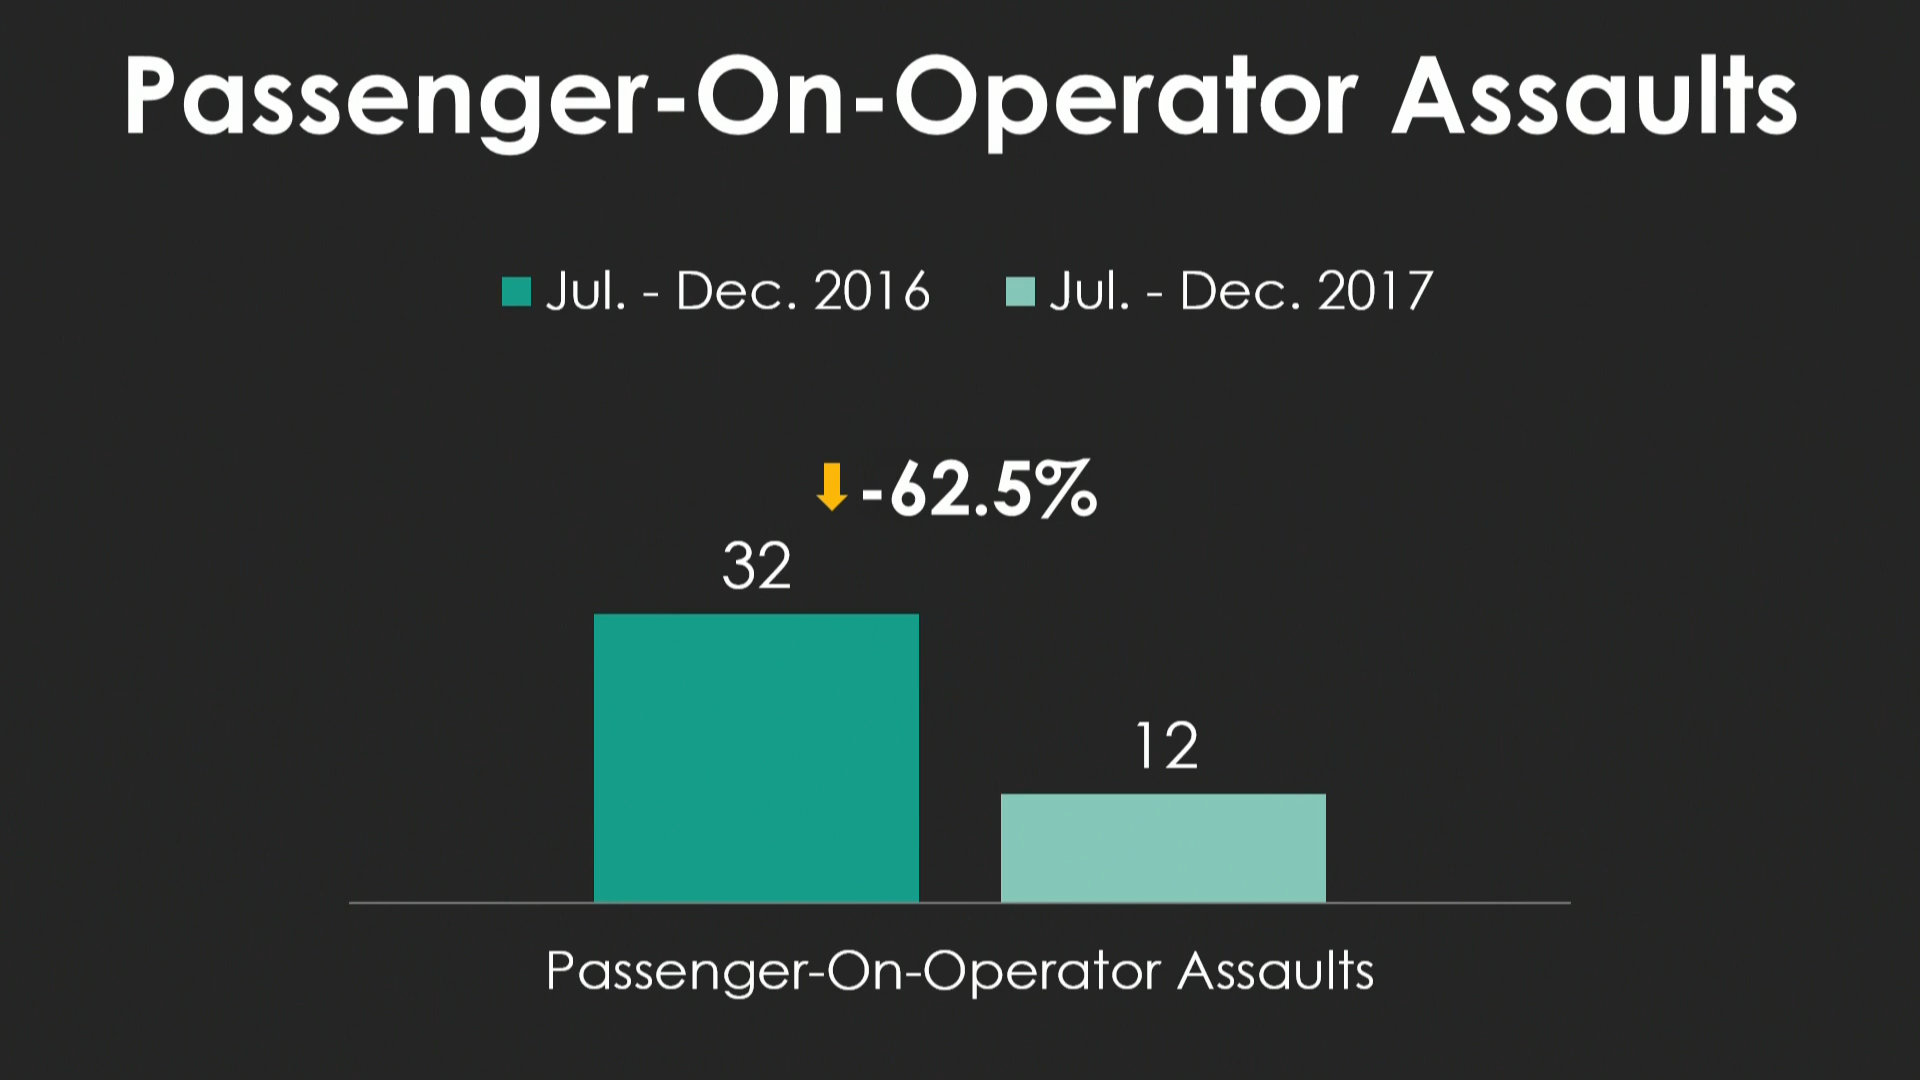 Passenger-On-Operator Assaults
Jul. - Dec. 2016 Jul. - Dec. 2017
-62.5%
32
12
Passenger-On-Operator Assaults